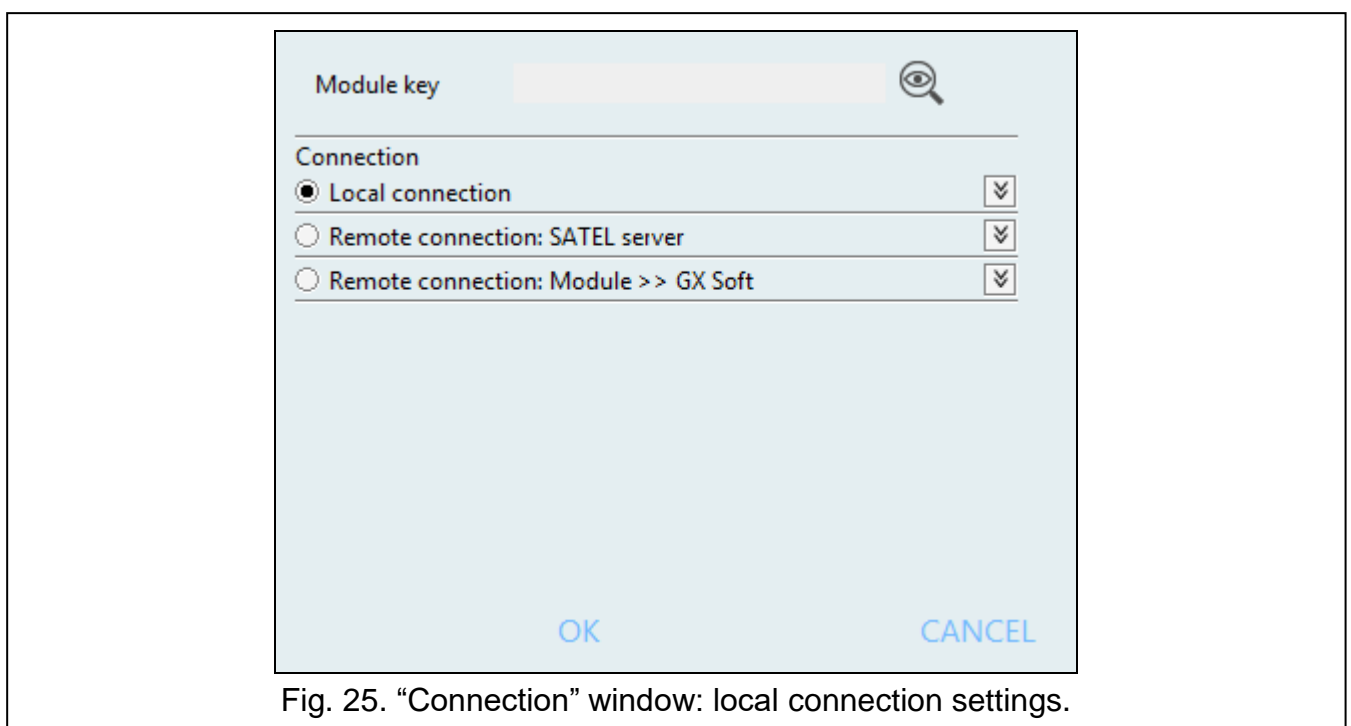 Module key
Connection
Local connection
Remote connection: SATEL server
Remote connection: Module >> GX Soft
OK CANCEL
Fig. 25. “Connection” window: local connection settings.